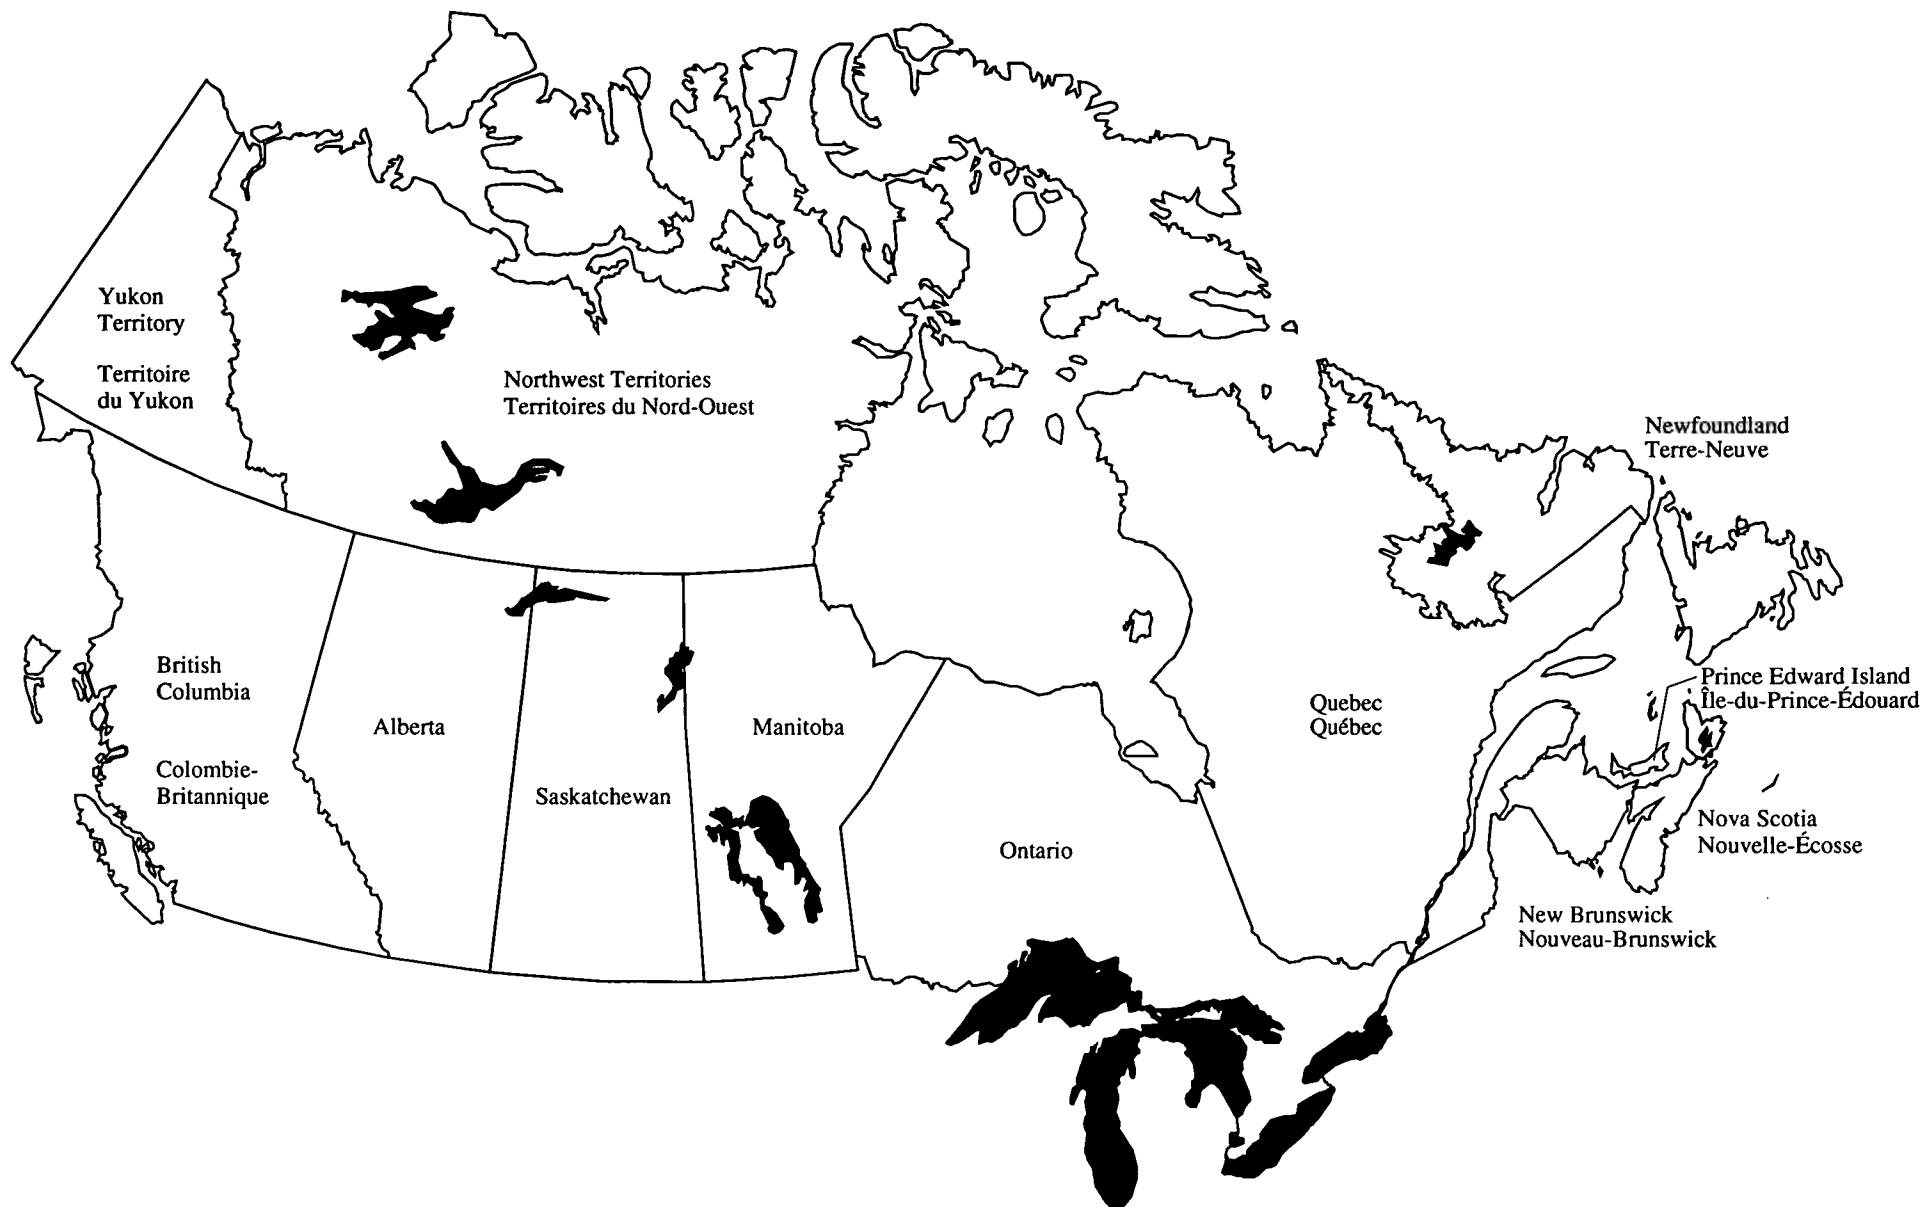 Yukon
Territory
Territoire
du Yukon
Northwest Territories
Territoires du Nord-Ouest
Newfoundland
Terre-Neuve
British
Columbia
Colombie-
Britannique
Alberta
Saskatchewan
Manitoba
Ontario
Quebec
Québec
Prince Edward Island
Île-du-Prince-Édouard
Nova Scotia
Nouvelle-Écosse
New Brunswick
Nouveau-Brunswick